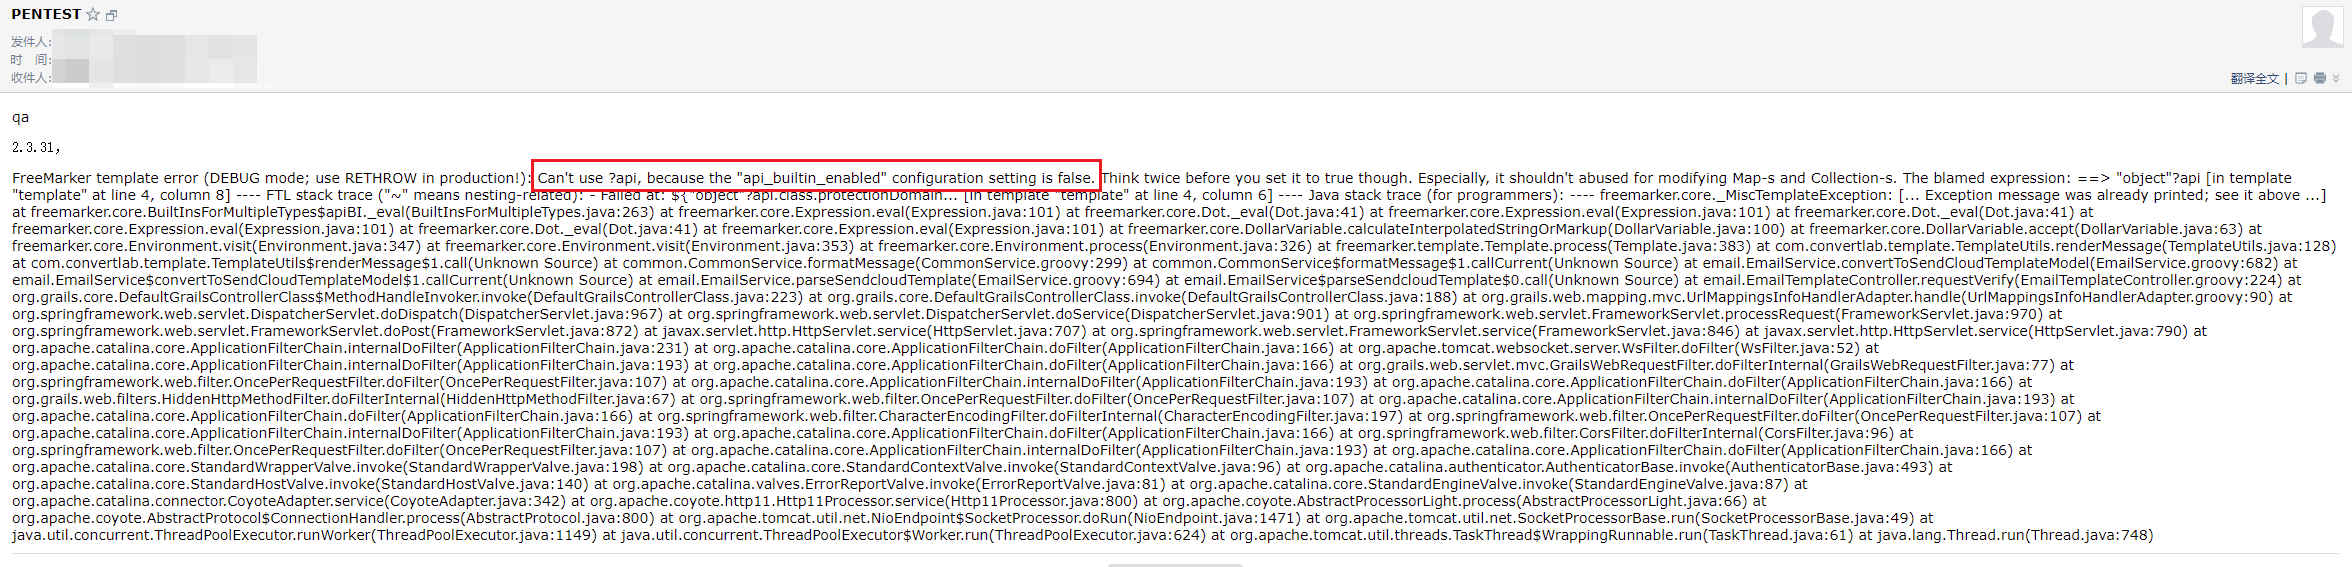 PENTEST
发件人:
时　间:
收件人:
翻译全文 |
qa
2.3.31,
FreeMarker template error (DEBUG mode; use RETHROW in production!): Can't use ?api, because the "api_builtin_enabled" configuration setting is false. Think twice before you set it to true though. Especially, it shouldn't abused for modifying Map-s and Collection-s. The blamed expression: ==> "object"?api [in template
"template" at line 4, column 8] ---- FTL stack trace ("~" means nesting-related): - Failed at: ${"object"?api.class.protectionDomain... [in template "template" at line 4, column 6] ---- Java stack trace (for programmers): ---- freemarker.core._MiscTemplateException: [... Exception message was already printed; see it above ...]
at freemarker.core.BuiltInsForMultipleTypes$apiBI._eval(BuiltInsForMultipleTypes.java:263) at freemarker.core.Expression.eval(Expression.java:101) at freemarker.core.Dot._eval(Dot.java:41) at freemarker.core.Expression.eval(Expression.java:101) at freemarker.core.Dot._eval(Dot.java:41) at
freemarker.core.Expression.eval(Expression.java:101) at freemarker.core.Dot._eval(Dot.java:41) at freemarker.core.Expression.eval(Expression.java:101) at freemarker.core.DollarVariable.calculateInterpolatedStringOrMarkup(DollarVariable.java:100) at freemarker.core.DollarVariable.accept(DollarVariable.java:63) at
freemarker.core.Environment.visit(Environment.java:347) at freemarker.core.Environment.visit(Environment.java:353) at freemarker.core.Environment.process(Environment.java:326) at freemarker.template.Template.process(Template.java:383) at com.convertlab.template.TemplateUtils.renderMessage(TemplateUtils.java:128)
at com.convertlab.template.TemplateUtils$renderMessage$1.call(Unknown Source) at common.CommonService.formatMessage(CommonService.groovy:299) at common.CommonService$formatMessage$1.callCurrent(Unknown Source) at email.EmailService.convertToSendCloudTemplateModel(EmailService.groovy:682) at
email.EmailService$convertToSendCloudTemplateModel$1.callCurrent(Unknown Source) at email.EmailService.parseSendcloudTemplate(EmailService.groovy:694) at email.EmailService$parseSendcloudTemplate$0.call(Unknown Source) at email.EmailTemplateController.requestVerify(EmailTemplateController.groovy:224) at
org.grails.core.DefaultGrailsControllerClass$MethodHandleInvoker.invoke(DefaultGrailsControllerClass.java:223) at org.grails.core.DefaultGrailsControllerClass.invoke(DefaultGrailsControllerClass.java:188) at org.grails.web.mapping.mvc.UrlMappingsInfoHandlerAdapter.handle(UrlMappingsInfoHandlerAdapter.groovy:90) at
org.springframework.web.servlet.DispatcherServlet.doDispatch(DispatcherServlet.java:967) at org.springframework.web.servlet.DispatcherServlet.doService(DispatcherServlet.java:901) at org.springframework.web.servlet.FrameworkServlet.processRequest(FrameworkServlet.java:970) at
org.springframework.web.servlet.FrameworkServlet.doPost(FrameworkServlet.java:872) at javax.servlet.http.HttpServlet.service(HttpServlet.java:707) at org.springframework.web.servlet.FrameworkServlet.service(FrameworkServlet.java:846) at javax.servlet.http.HttpServlet.service(HttpServlet.java:790) at
org.apache.catalina.core.ApplicationFilterChain.internalDoFilter(ApplicationFilterChain.java:231) at org.apache.catalina.core.ApplicationFilterChain.doFilter(ApplicationFilterChain.java:166) at org.apache.tomcat.websocket.server.WsFilter.doFilter(WsFilter.java:52) at
org.apache.catalina.core.ApplicationFilterChain.internalDoFilter(ApplicationFilterChain.java:193) at org.apache.catalina.core.ApplicationFilterChain.doFilter(ApplicationFilterChain.java:166) at org.grails.web.servlet.mvc.GrailsWebRequestFilter.doFilterInternal(GrailsWebRequestFilter.java:77) at
org.springframework.web.filter.OncePerRequestFilter.doFilter(OncePerRequestFilter.java:107) at org.apache.catalina.core.ApplicationFilterChain.internalDoFilter(ApplicationFilterChain.java:193) at org.apache.catalina.core.ApplicationFilterChain.doFilter(ApplicationFilterChain.java:166) at
org.grails.web.filters.HiddenHttpMethodFilter.doFilterInternal(HiddenHttpMethodFilter.java:67) at org.springframework.web.filter.OncePerRequestFilter.doFilter(OncePerRequestFilter.java:107) at org.apache.catalina.core.ApplicationFilterChain.internalDoFilter(ApplicationFilterChain.java:193) at
org.apache.catalina.core.ApplicationFilterChain.doFilter(ApplicationFilterChain.java:166) at org.springframework.web.filter.CharacterEncodingFilter.doFilterInternal(CharacterEncodingFilter.java:197) at org.springframework.web.filter.OncePerRequestFilter.doFilter(OncePerRequestFilter.java:107) at
org.apache.catalina.core.ApplicationFilterChain.internalDoFilter(ApplicationFilterChain.java:193) at org.apache.catalina.core.ApplicationFilterChain.doFilter(ApplicationFilterChain.java:166) at org.springframework.web.filter.CorsFilter.doFilterInternal(CorsFilter.java:96) at
org.springframework.web.filter.OncePerRequestFilter.doFilter(OncePerRequestFilter.java:107) at org.apache.catalina.core.ApplicationFilterChain.internalDoFilter(ApplicationFilterChain.java:193) at org.apache.catalina.core.ApplicationFilterChain.doFilter(ApplicationFilterChain.java:166) at
org.apache.catalina.core.StandardWrapperValve.invoke(StandardWrapperValve.java:198) at org.apache.catalina.core.StandardContextValve.invoke(StandardContextValve.java:96) at org.apache.catalina.authenticator.AuthenticatorBase.invoke(AuthenticatorBase.java:493) at
org.apache.catalina.core.StandardHostValve.invoke(StandardHostValve.java:140) at org.apache.catalina.valves.ErrorReportValve.invoke(ErrorReportValve.java:81) at org.apache.catalina.core.StandardEngineValve.invoke(StandardEngineValve.java:87) at
org.apache.catalina.connector.CoyoteAdapter.service(CoyoteAdapter.java:342) at org.apache.coyote.http11.Http11Processor.service(Http11Processor.java:800) at org.apache.coyote.AbstractProcessorLight.process(AbstractProcessorLight.java:66) at
org.apache.coyote.AbstractProtocol$ConnectionHandler.process(AbstractProtocol.java:800) at org.apache.tomcat.util.net.NioEndpoint$SocketProcessor.doRun(NioEndpoint.java:1471) at org.apache.tomcat.util.net.SocketProcessorBase.run(SocketProcessorBase.java:49) at
java.util.concurrent.ThreadPoolExecutor.runWorker(ThreadPoolExecutor.java:1149) at java.util.concurrent.ThreadPoolExecutor$Worker.run(ThreadPoolExecutor.java:624) at org.apache.tomcat.util.threads.TaskThread$WrappingRunnable.run(TaskThread.java:61) at java.lang.Thread.run(Thread.java:748)